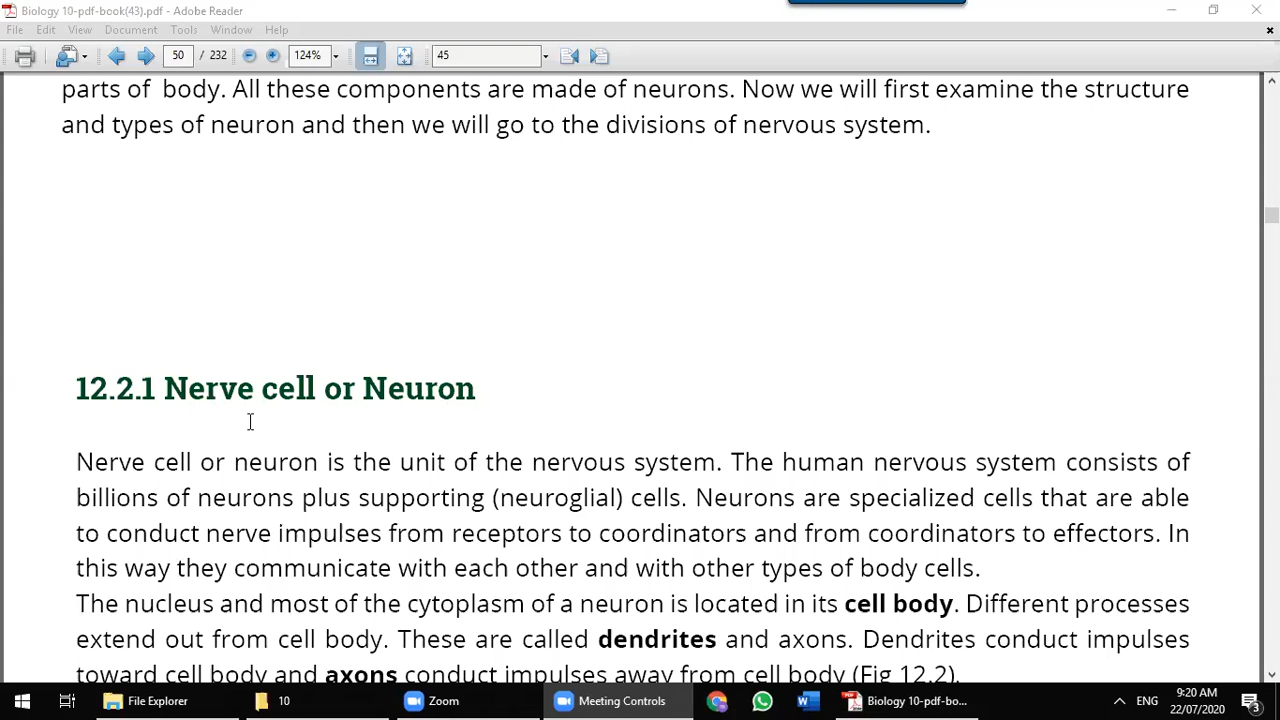 Biology 10-pdf-book(43).pdf - Adobe Reader
File Edit View Document Tools Window Help
50 / 232 124% 45
parts of body. All these components are made of neurons. Now we will first examine the structure
and types of neuron and then we will go to the divisions of nervous system.
12.2.1 Nerve cell or Neuron
Nerve cell or neuron is the unit of the nervous system. The human nervous system consists of
billions of neurons plus supporting (neuroglial) cells. Neurons are specialized cells that are able
to conduct nerve impulses from receptors to coordinators and from coordinators to effectors. In
this way they communicate with each other and with other types of body cells.
The nucleus and most of the cytoplasm of a neuron is located in its cell body. Different processes
extend out from cell body. These are called dendrites and axons. Dendrites conduct impulses
toward cell body and axons conduct impulses away from cell body (Fig 12.2).
File Explorer 10 Zoom Meeting Controls Biology 10-pdf-bo... ENG 9:20 AM
22/07/2020 3